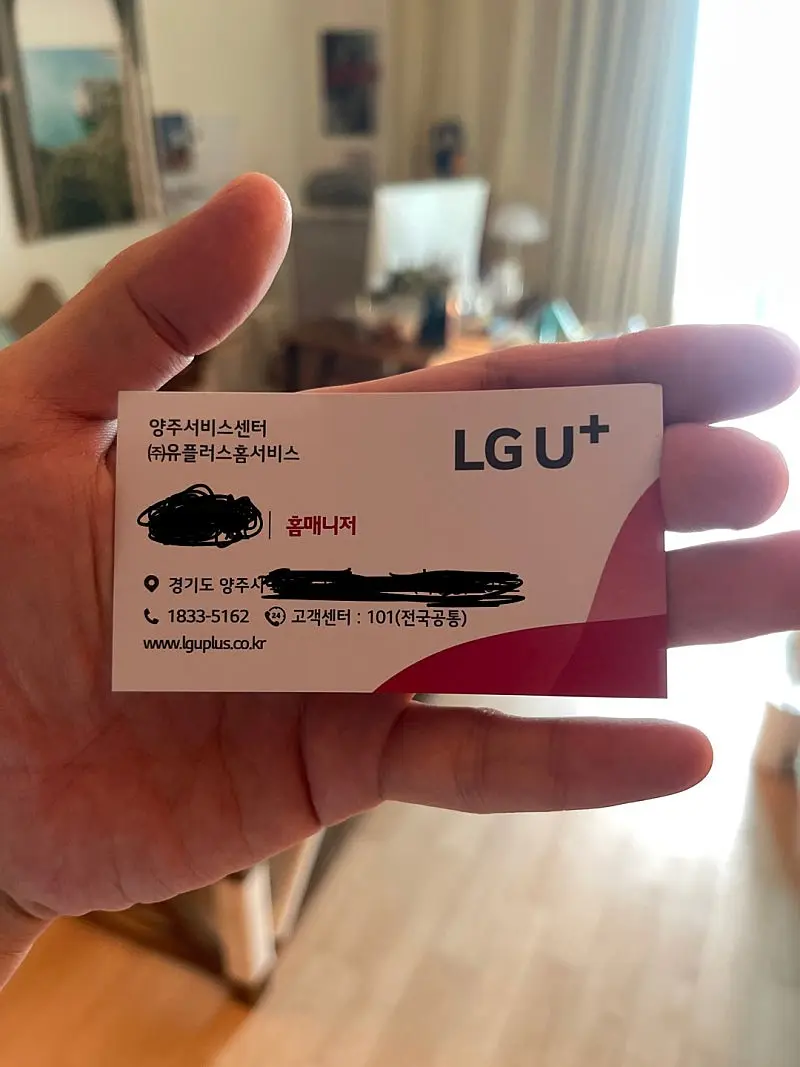 양주서비스센터
㈜유플러스홈서비스
LG U+
홈매니저
경기도 양주시
1833-5162 24 고객센터 : 101(전국공통)
www.lguplus.co.kr